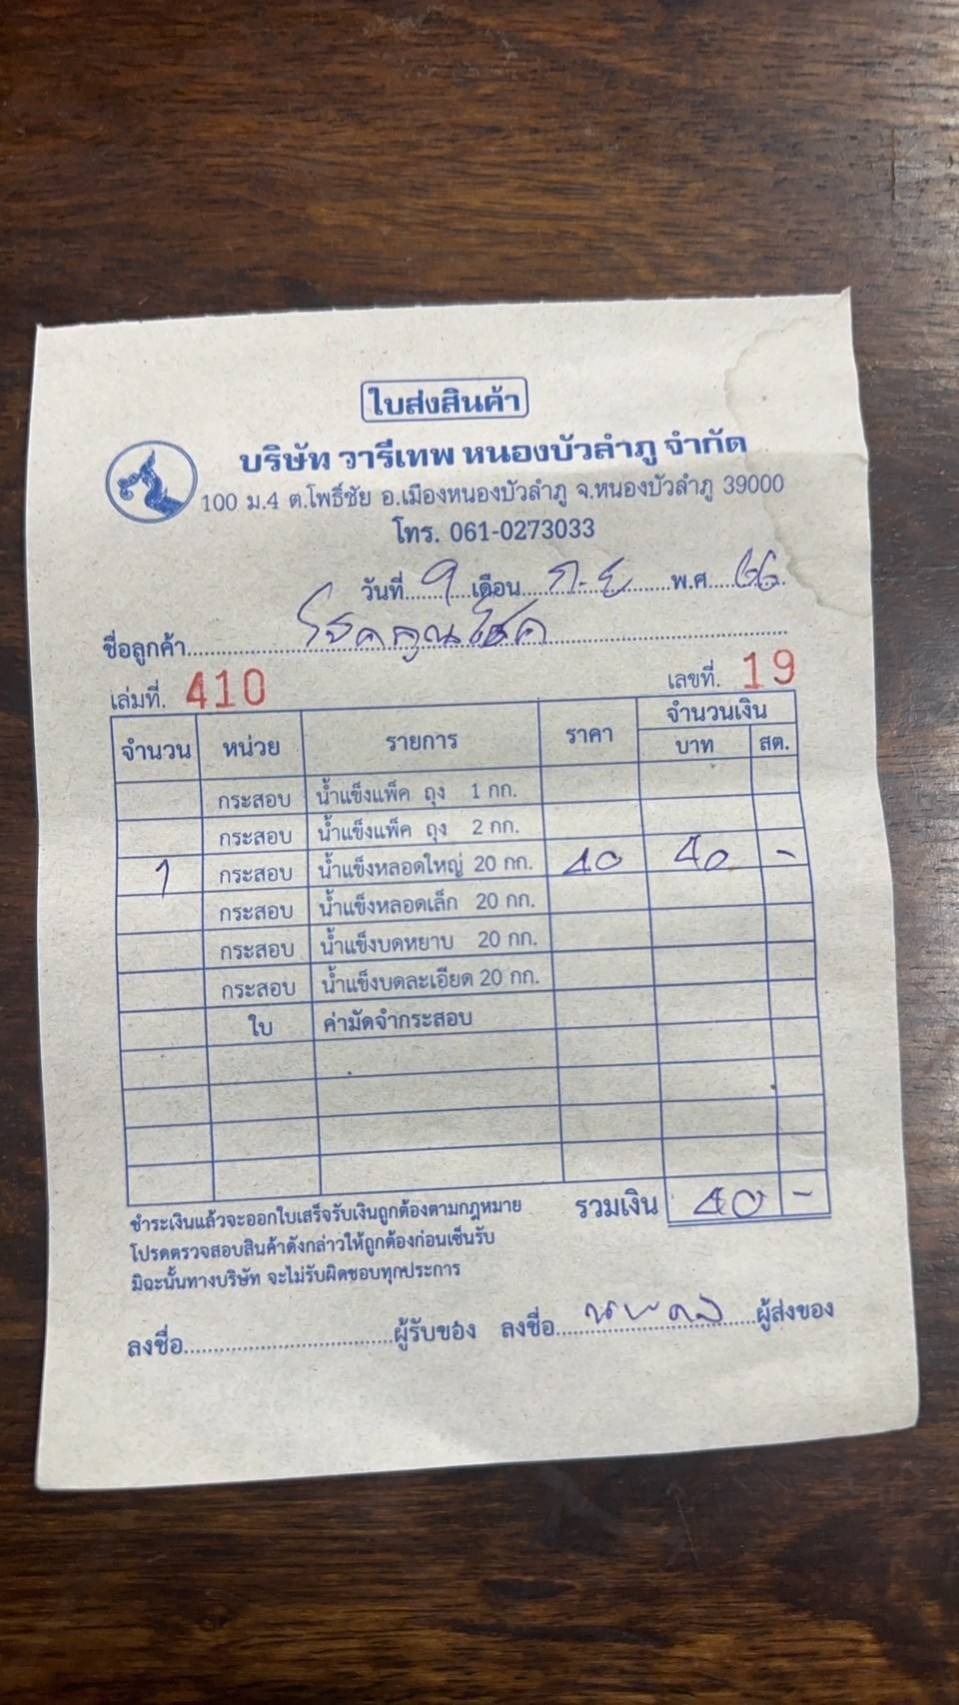 ใบส่งสินค้า
บริษัท วารีเทพ หนองบัวลำภู จำกัด
100 ม.4 ต.โพธิ์ชัย อ.เมืองหนองบัวลำภู จ.หนองบัวลำภู 39000
โทร. 061-0273033
วันที่ 9 เดือน ก.ย พ.ศ. 66
ชื่อลูกค้า
เล่มที่. 410 เลขที่. 19
จำนวน หน่วย รายการ ราคา จำนวนเงิน
บาท สต.
กระสอบ น้ำแข็งแพ็ค ถุง 1 กก.
กระสอบ น้ำแข็งแพ็ค ถุง 2 กก.
1 กระสอบ น้ำแข็งหลอดใหญ่ 20 กก. 40 40 -
กระสอบ น้ำแข็งหลอดเล็ก 20 กก.
กระสอบ น้ำแข็งบดหยาบ 20 กก.
กระสอบ น้ำแข็งบดละเอียด 20 กก.
ใบ ค่ามัดจำกระสอบ
ชำระเงินแล้วจะออกใบเสร็จรับเงินถูกต้องตามกฎหมาย รวมเงิน 40 -
โปรดตรวจสอบสินค้าดังกล่าวให้ถูกต้องก่อนเซ็นรับ
มิฉะนั้นทางบริษัท จะไม่รับผิดชอบทุกประการ
ลงชื่อ ผู้รับของ ลงชื่อ ผู้ส่งของ